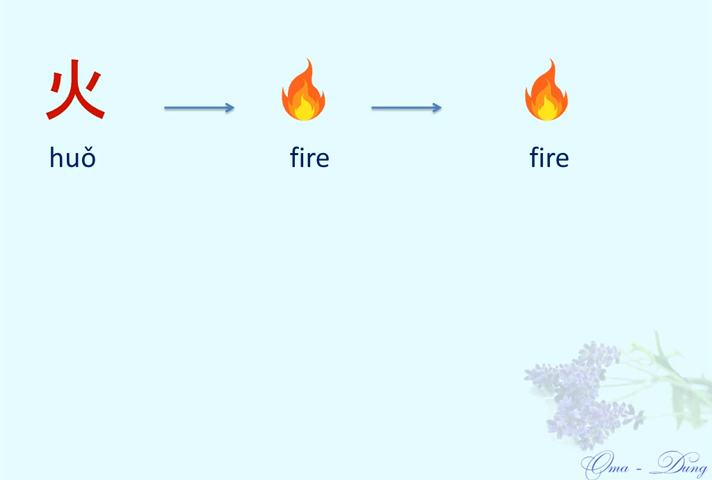 火
huǒ fire fire
Oma - Dung